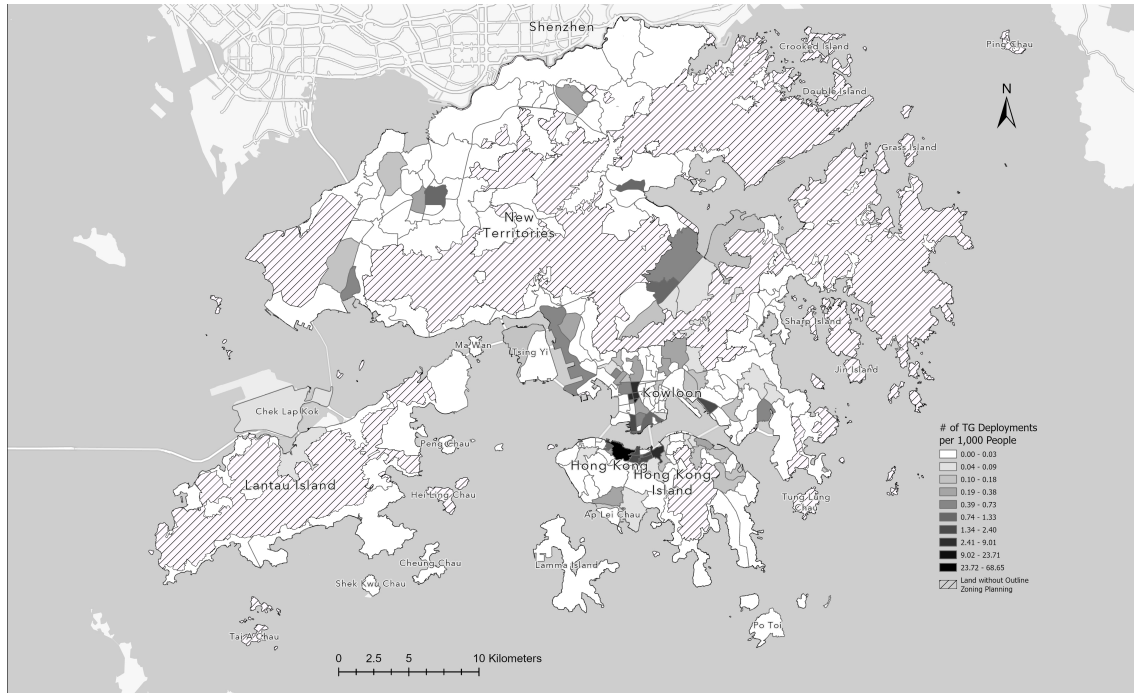 Shenzhen
Crooked Island
Ping Chau
Double Island
N
Grass Island
New
Territories
Sharp Island
Ma Wan
Tsing Yi
Jin Island
Kowloon
Chek Lap Kok
# of TG Deployments
per 1,000 People
0.00 - 0.03
0.04 - 0.09
0.10 - 0.18
0.19 - 0.38
0.39 - 0.73
0.74 - 1.33
1.34 - 2.40
2.41 - 9.01
9.02 - 23.71
23.72 - 68.65
Land without Outline
Zoning Planning
Peng Chau
Hong Kong
Hong Kong
Island
Lantau Island
Hei Ling Chau
Tung Lung
Chau
Ap Lei Chau
Cheung Chau
Lamma Island
Shek Kwu Chau
Tai A Chau
Po Toi
0 2.5 5 10 Kilometers